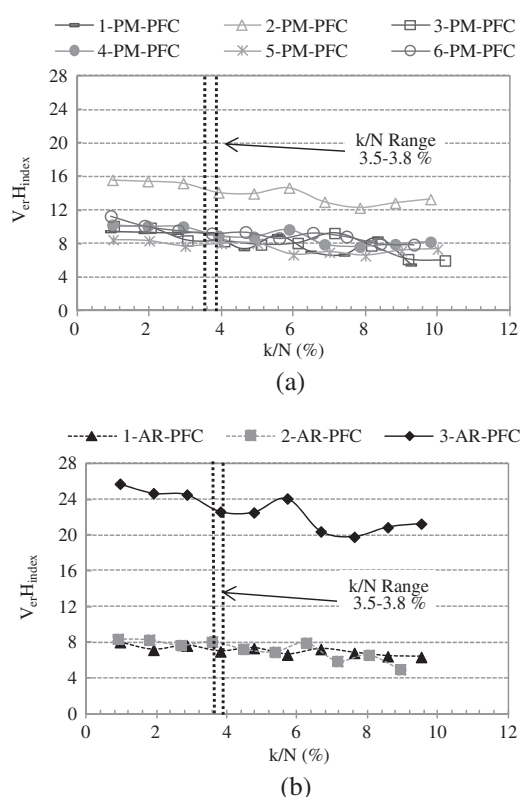 1-PM-PFC 2-PM-PFC 3-PM-PFC
4-PM-PFC 5-PM-PFC 6-PM-PFC
28
24
20
16
12
8
4
0
VerHindex
k/N Range
3.5-3.8 %
0 2 4 6 8 10
k/N (%)
(a)
1-AR-PFC 2-AR-PFC 3-AR-PFC
28
24
20
16
12
8
4
0
VerHindex
k/N Range
3.5-3.8 %
0 2 4 6 8 10 12
k/N (%)
(b)